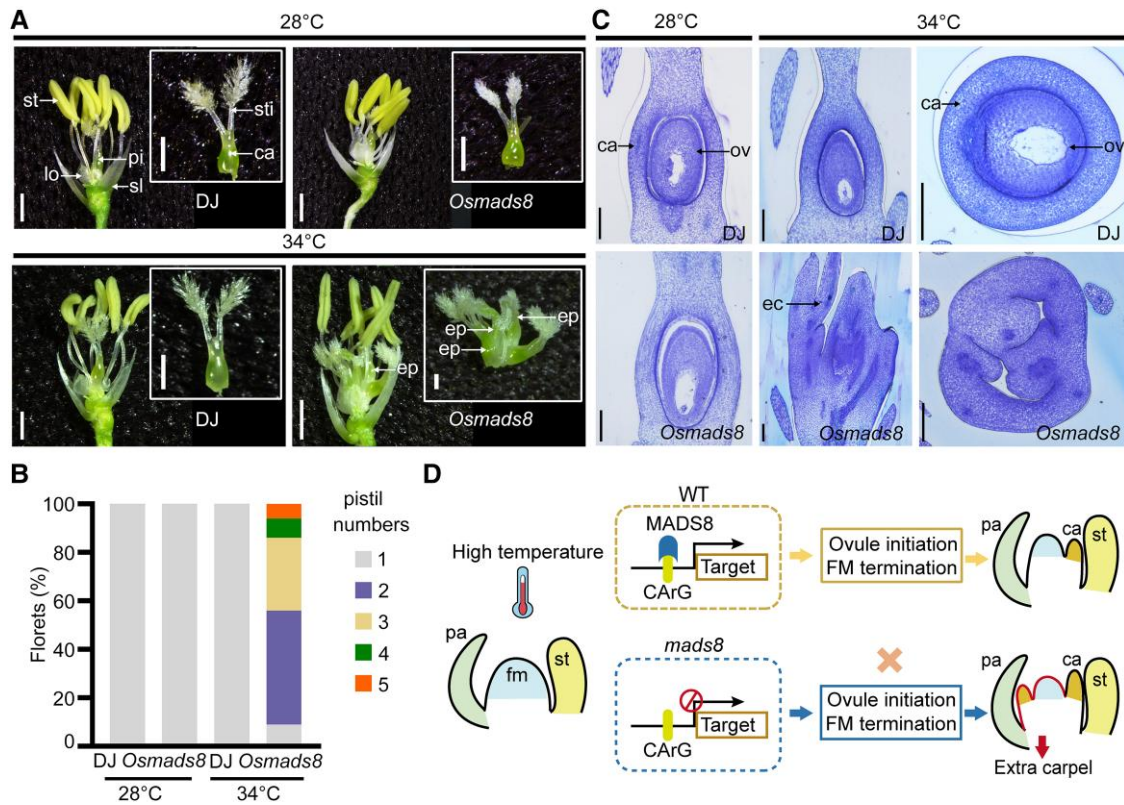 A
28°C
st
pi
lo
sl
DJ
sti
ca
Osmads8
34°C
DJ
ep
ep
ep
ep
Osmads8
C
28°C
34°C
ca
ov
DJ
DJ
ca
ov
DJ
Osmads8
ec
Osmads8
Osmads8
B
Florets (%)
100
80
60
40
20
0
DJ Osmads8 DJ Osmads8
28°C 34°C
pistil
numbers
1
2
3
4
5
D
High temperature
pa
fm
st
WT
MADS8
Target
CArG
Ovule initiation
FM termination
pa
ca
st
mads8
Target
CArG
Ovule initiation
FM termination
pa
ca
st
Extra carpel